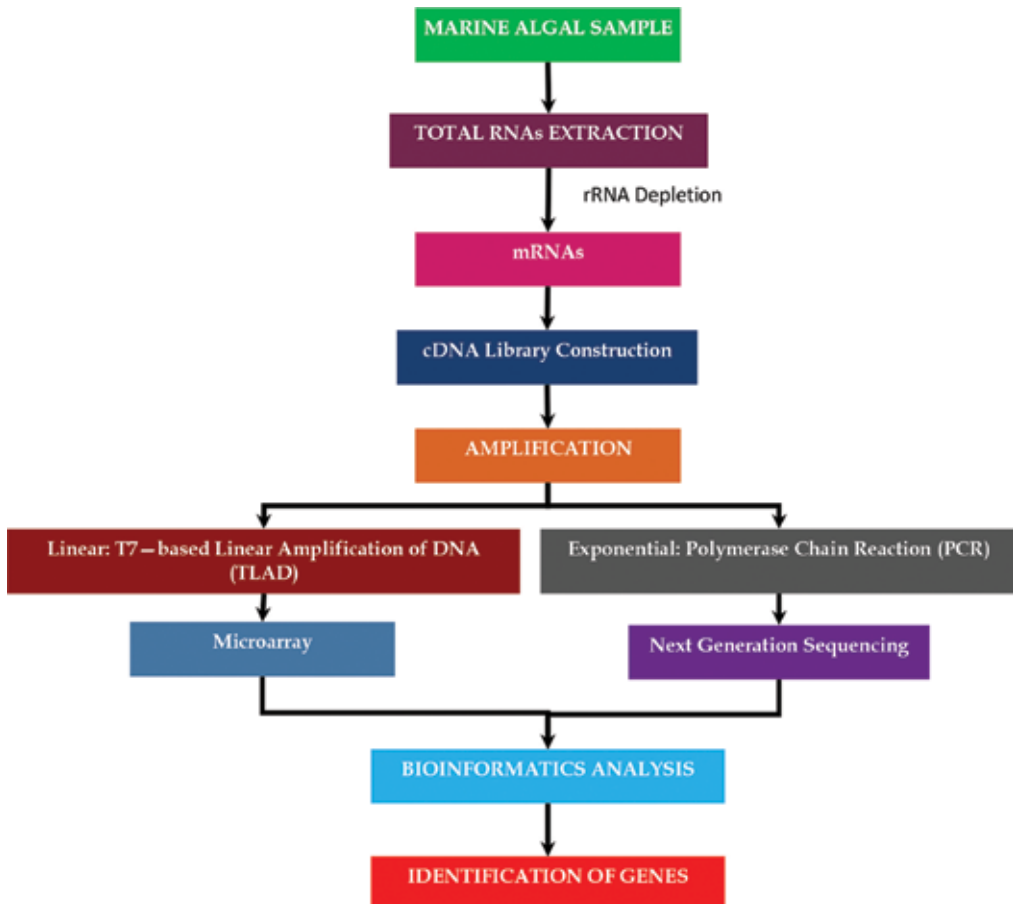 MARINE ALGAL SAMPLE
TOTAL RNAs EXTRACTION
rRNA Depletion
mRNAs
cDNA Library Construction
AMPLIFICATION
Linear: T7—based Linear Amplification of DNA
(TLAD)
Exponential: Polymerase Chain Reaction (PCR)
Microarray
Next Generation Sequencing
BIOINFORMATICS ANALYSIS
IDENTIFICATION OF GENES